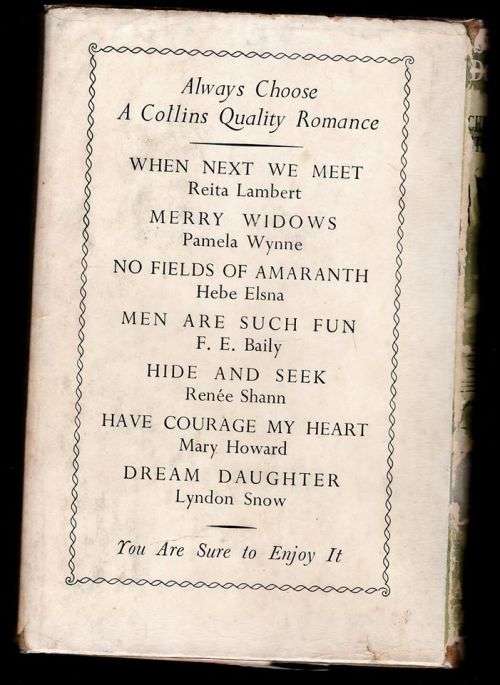 Always Choose
A Collins Quality Romance
WHEN NEXT WE MEET
Reita Lambert
MERRY WIDOWS
Pamela Wynne
NO FIELDS OF AMARANTH
Hebe Elsna
MEN ARE SUCH FUN
F. E. Baily
HIDE AND SEEK
Renée Shann
HAVE COURAGE MY HEART
Mary Howard
DREAM DAUGHTER
Lyndon Snow
You Are Sure to Enjoy It